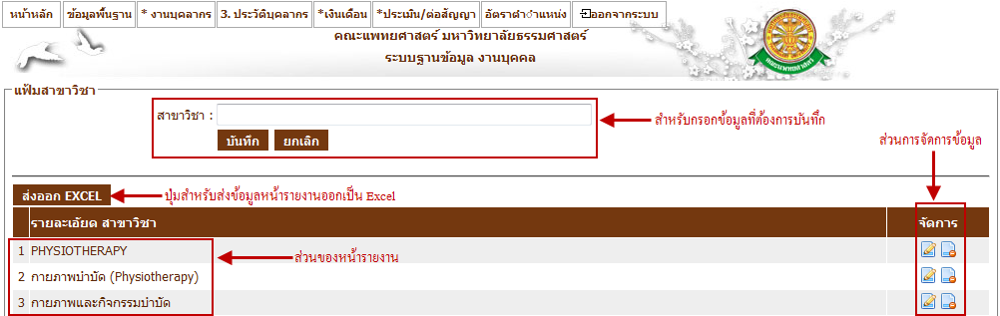 หน้าหลัก ข้อมูลพื้นฐาน * งานบุคลากร 3. ประวัติบุคลากร *เงินเดือน *ประเมิน/ต่อสัญญา อัตราตำแหน่ง ออกจากระบบ
คณะแพทยศาสตร์ มหาวิทยาลัยธรรมศาสตร์
ระบบฐานข้อมูล งานบุคคล
แฟ้มสาขาวิชา
สาขาวิชา :
สำหรับกรอกข้อมูลที่ต้องการบันทึก
บันทึก ยกเลิก
ส่วนการจัดการข้อมูล
ส่งออก EXCEL
ปุ่มสำหรับส่งข้อมูลหน้ารายงานออกเป็น Excel
รายละเอียด สาขาวิชา จัดการ
1 PHYSIOTHERAPY
ส่วนของหน้ารายงาน
2 กายภาพบำบัด (Physiotherapy)
3 กายภาพและกิจกรรมบำบัด